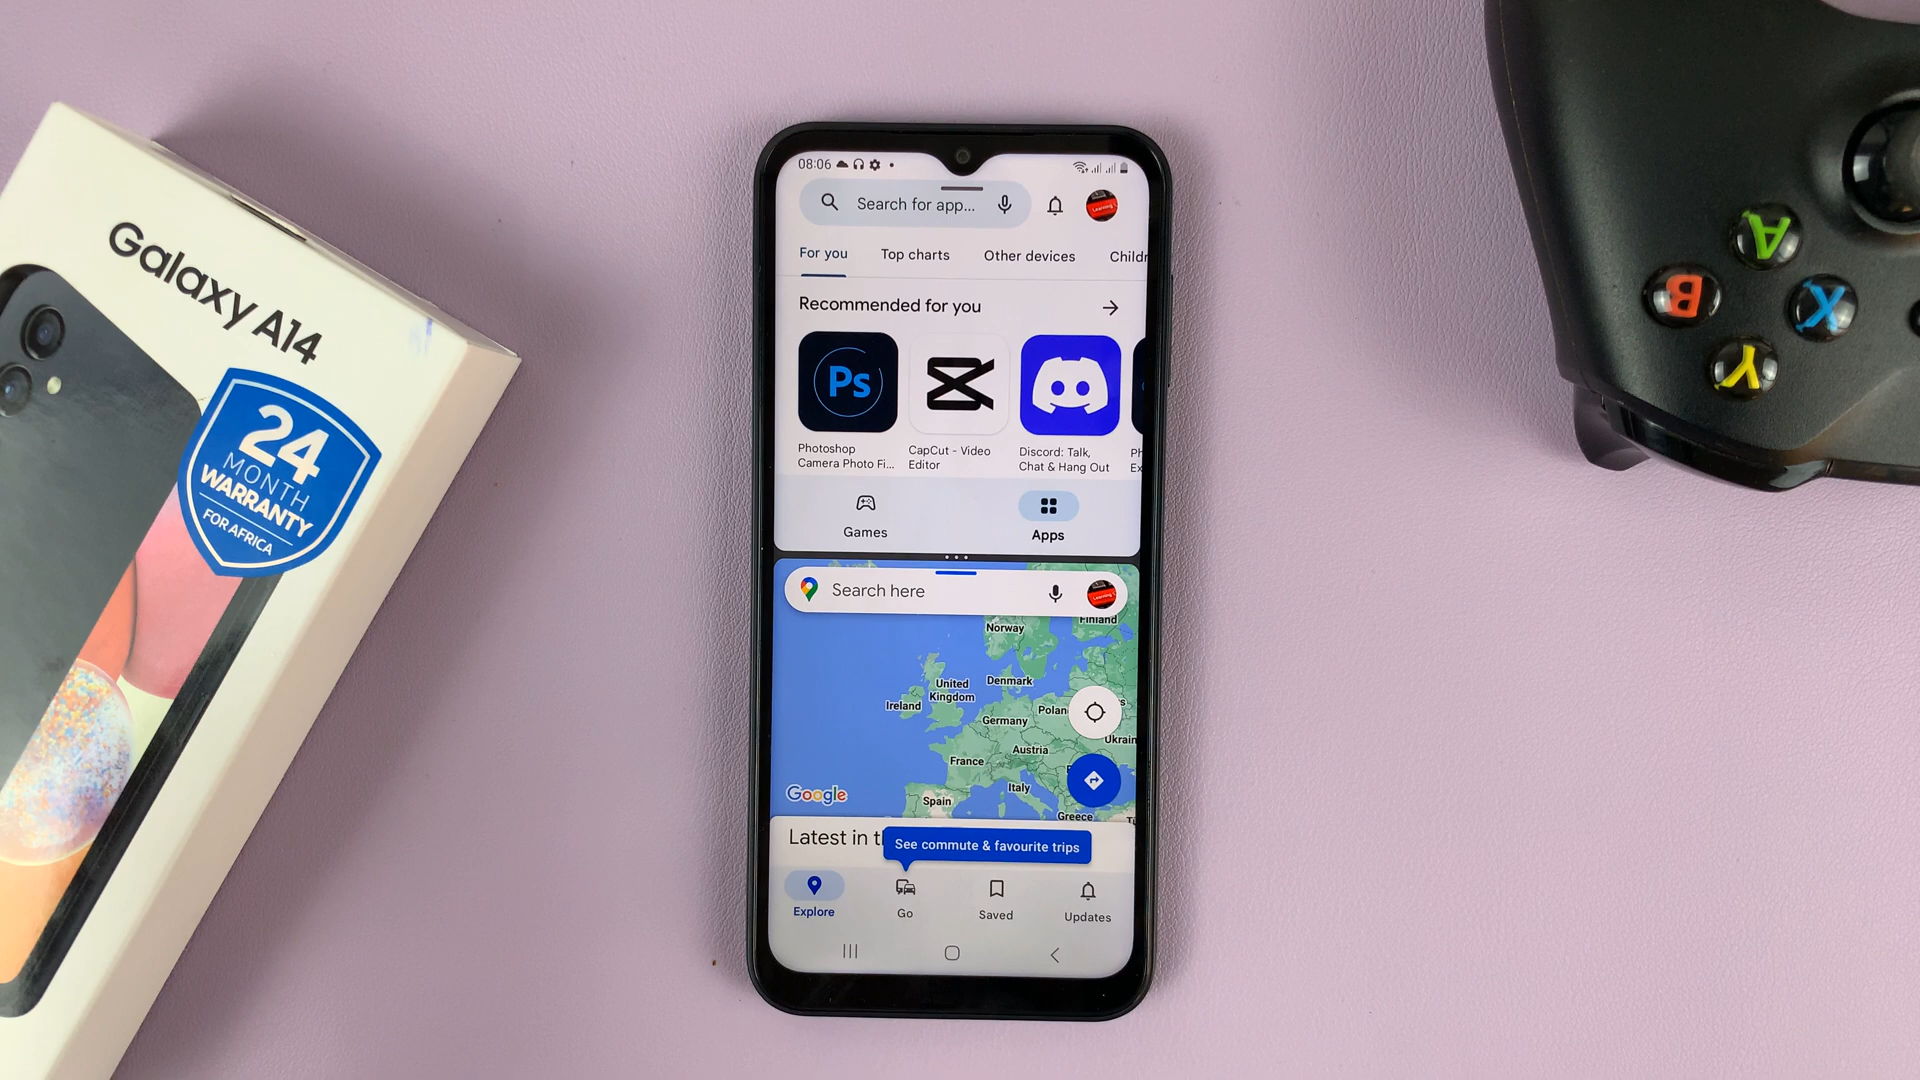 Galaxy A14
24
MONTH
WARRANTY
FOR AFRICA
08:06
Search for app...
For you
Top charts
Other devices
Childr
Recommended for you
Ps
Photoshop
Camera Photo Fi...
CapCut - Video
Editor
Discord: Talk,
Chat & Hang Out
Games
Apps
Search here
Norway
Finland
United
Kingdom
Denmark
Ireland
Polan
Germany
Ukrain
Austria
France
Italy
Spain
Greece
Google
Latest in t
See commute & favourite trips
Explore
Go
Saved
Updates
A
B
X
Y